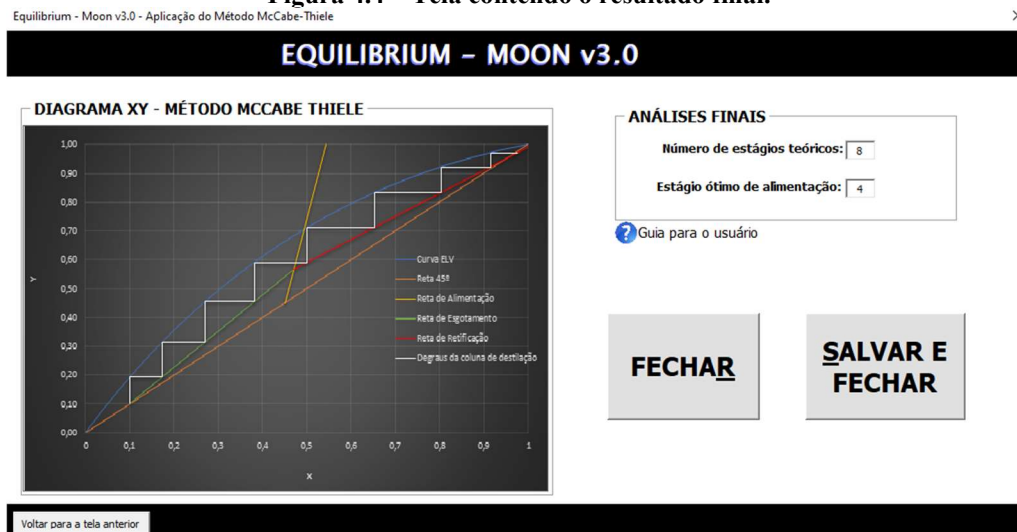 Figura 4.4 – Tela contendo o resultado final.
Equilibrium - Moon v3.0 - Aplicação do Método McCabe-Thiele
EQUILIBRIUM - MOON v3.0
DIAGRAMA XY - MÉTODO MCCABE THIELE
1,00
0,90
0,80
0,70
0,60
0,50
0,40
0,30
0,20
0,10
0,00
Y
0 0,1 0,2 0,3 0,4 0,5 0,6 0,7 0,8 0,9 1
X
Curva ELV
Reta 45º
Reta de Alimentação
Reta de Esgotamento
Reta de Retificação
Degraus da coluna de destilação
ANÁLISES FINAIS
Número de estágios teóricos: 8
Estágio ótimo de alimentação: 4
? Guia para o usuário
FECHAR
SALVAR E
FECHAR
Voltar para a tela anterior